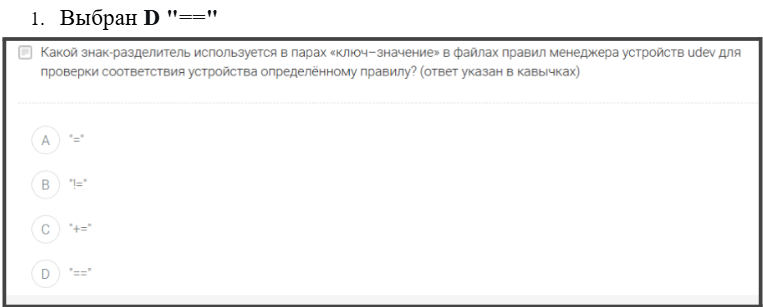 1. Выбран D "=="
Какой знак-разделитель используется в парах «ключ–значение» в файлах правил менеджера устройств udev для
проверки соответствия устройства определённому правилу? (ответ указан в кавычках)
A "="
B "!="
C "+="
D "=="